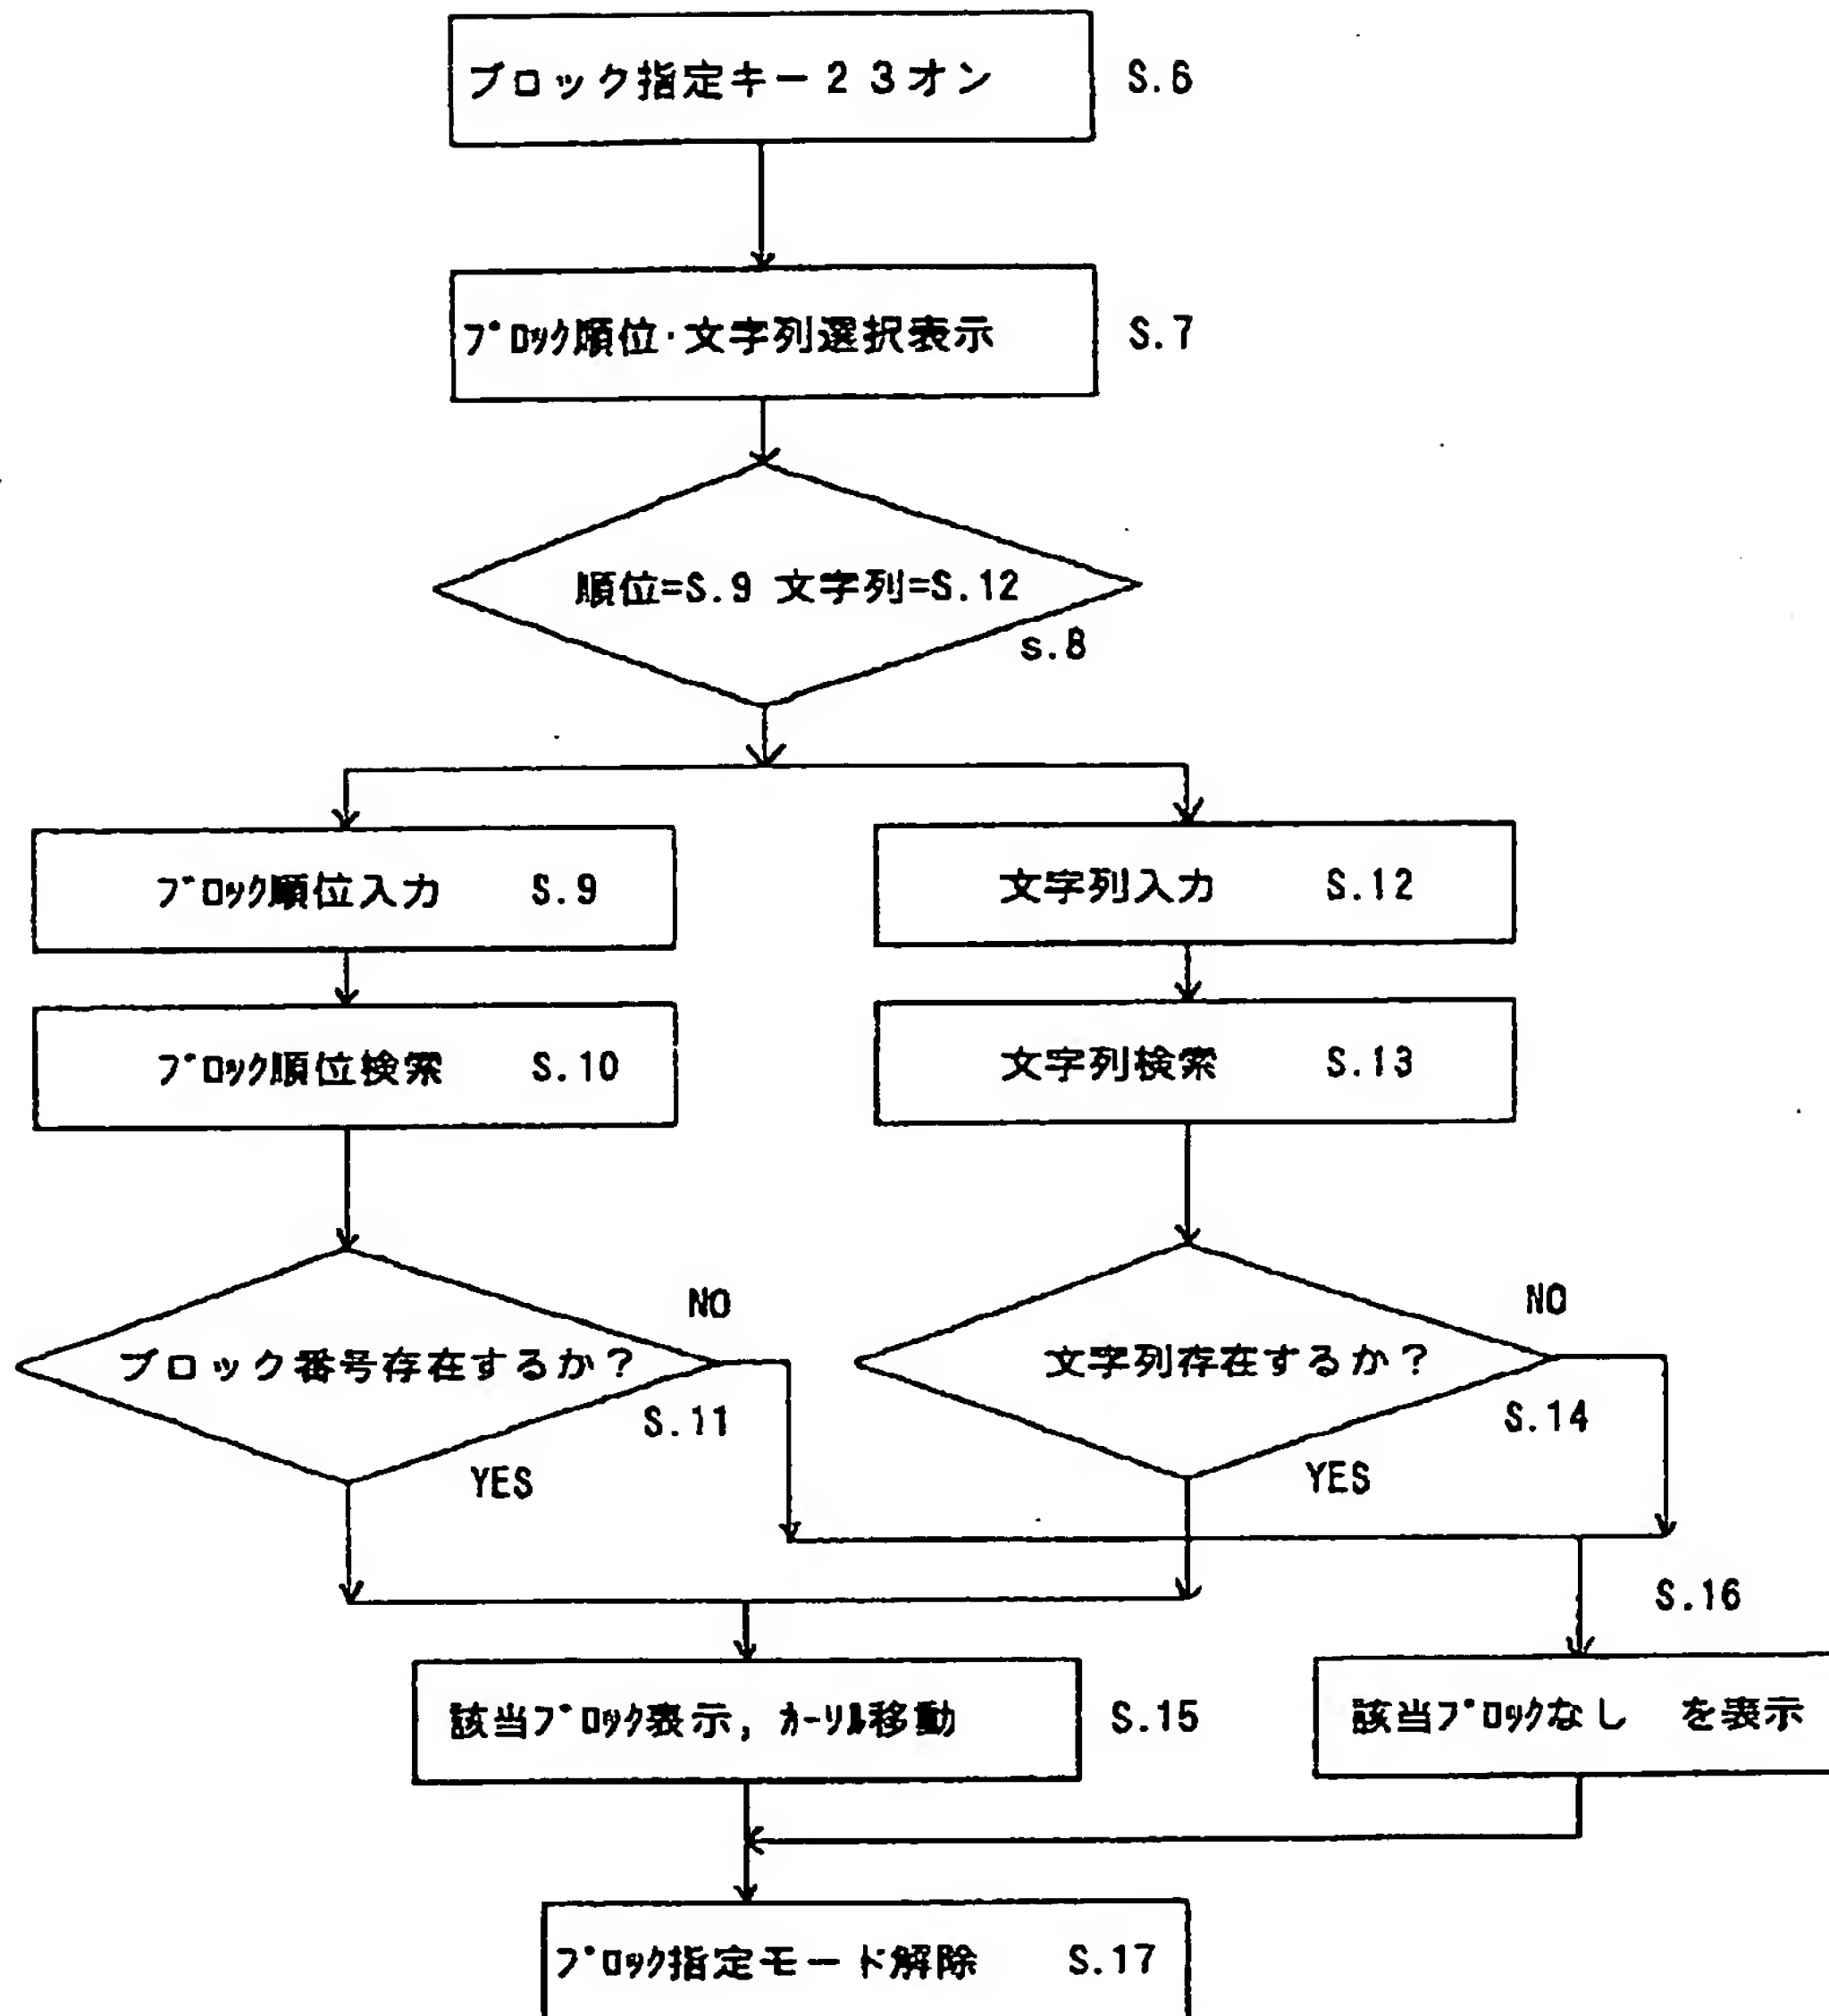 ブロック指定キー23オン S.6
ブロック順位・文字列選択表示 S.7
順位=S.9 文字列=S.12
s.8
ブロック順位入力 S.9
文字列入力 S.12
ブロック順位検索 S.10
文字列検索 S.13
NO
NO
ブロック番号存在するか?
文字列存在するか?
S.11
S.14
YES
YES
S.16
該当ブロック表示, カーソル移動 S.15
該当ブロックなし を表示
ブロック指定モード解除 S.17